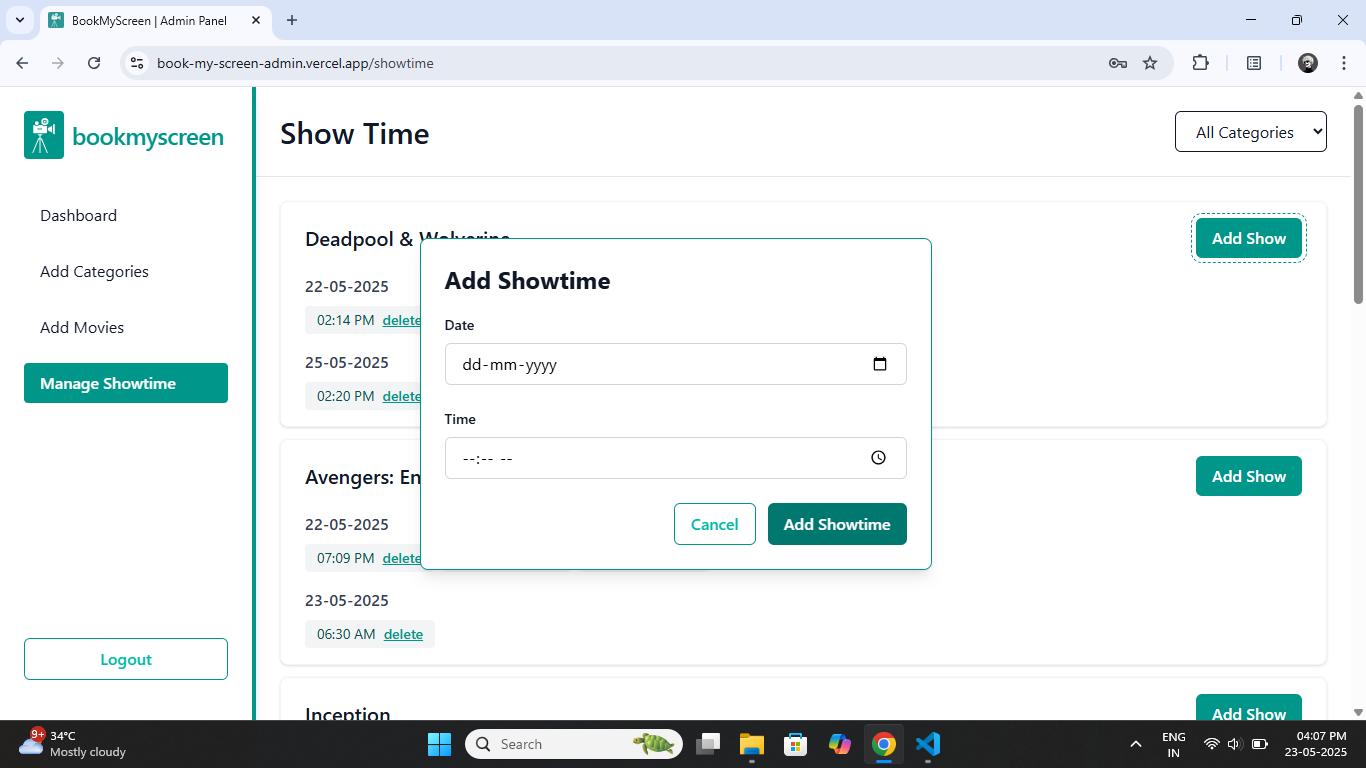 BookMyScreen | Admin Panel
book-my-screen-admin.vercel.app/showtime
bookmyscreen
Dashboard
Add Categories
Add Movies
Manage Showtime
Logout
Show Time
All Categories
Deadpool & Wolverine
Add Show
22-05-2025
02:14 PM delete
25-05-2025
02:20 PM delete
Add Showtime
Date
dd-mm-yyyy
Time
--:-- --
Cancel
Add Showtime
Avengers: En
Add Show
22-05-2025
07:09 PM delete
23-05-2025
06:30 AM delete
Inception
Add Show
9+
34°C
Mostly cloudy
Search
ENG
IN
04:07 PM
23-05-2025